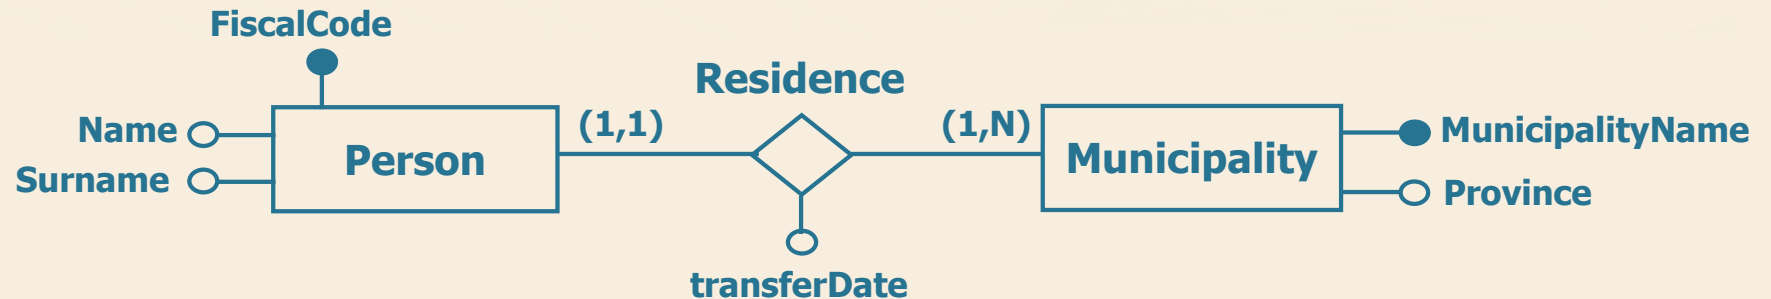 FiscalCode
Residence
Name
(1,1)
(1,N)
MunicipalityName
Person
Municipality
Surname
Province
transferDate